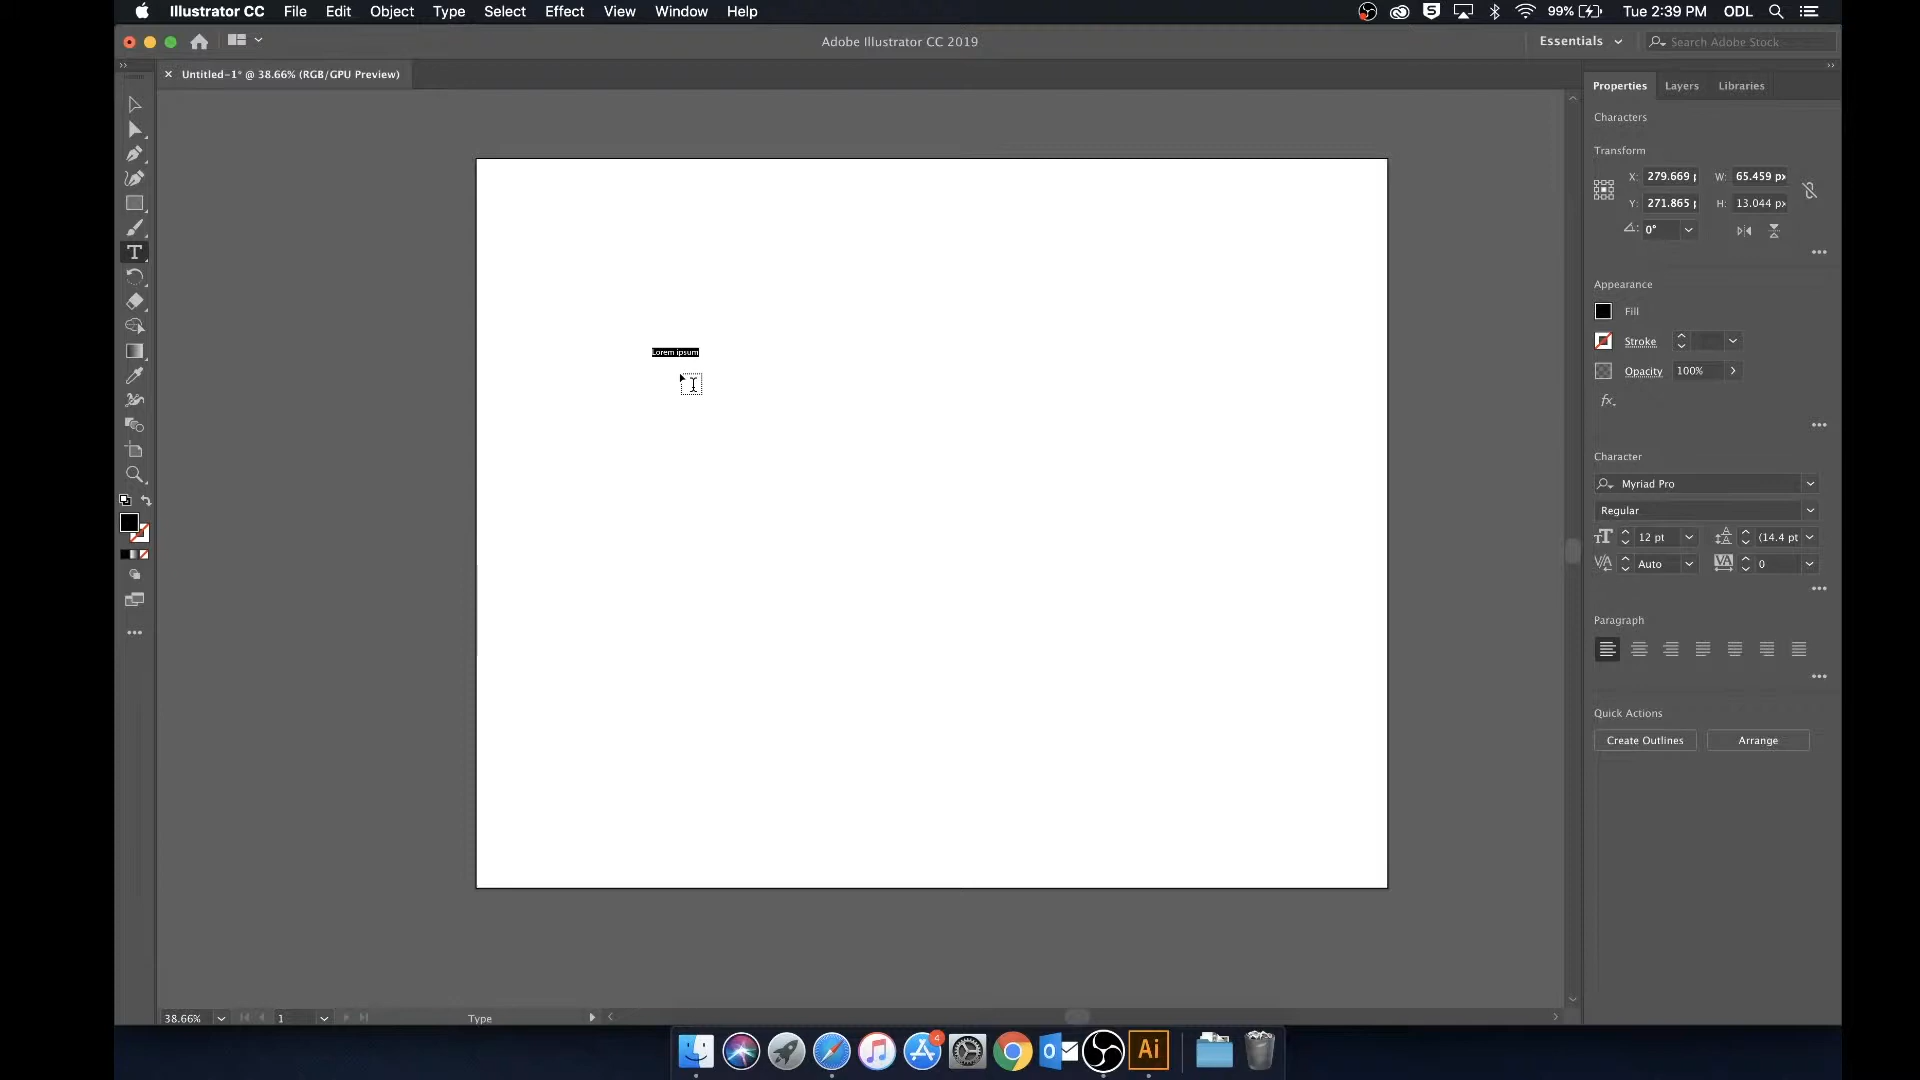 Illustrator CC File Edit Object Type Select Effect View Window Help
99% Tue 2:39 PM ODL
Adobe Illustrator CC 2019
Essentials
Search Adobe Stock
Untitled-1* @ 38.66% (RGB/GPU Preview)
Properties Layers Libraries
Characters
Transform
X: 279.669 W: 65.459 px
Y: 271.865 H: 13.044 px
0°
Appearance
Fill
Stroke
Opacity 100%
fx
Lorem ipsum
Character
Myriad Pro
Regular
12 pt (14.4 pt
Auto 0
Paragraph
Quick Actions
Create Outlines Arrange
38.66% 1 Type
4
Ai